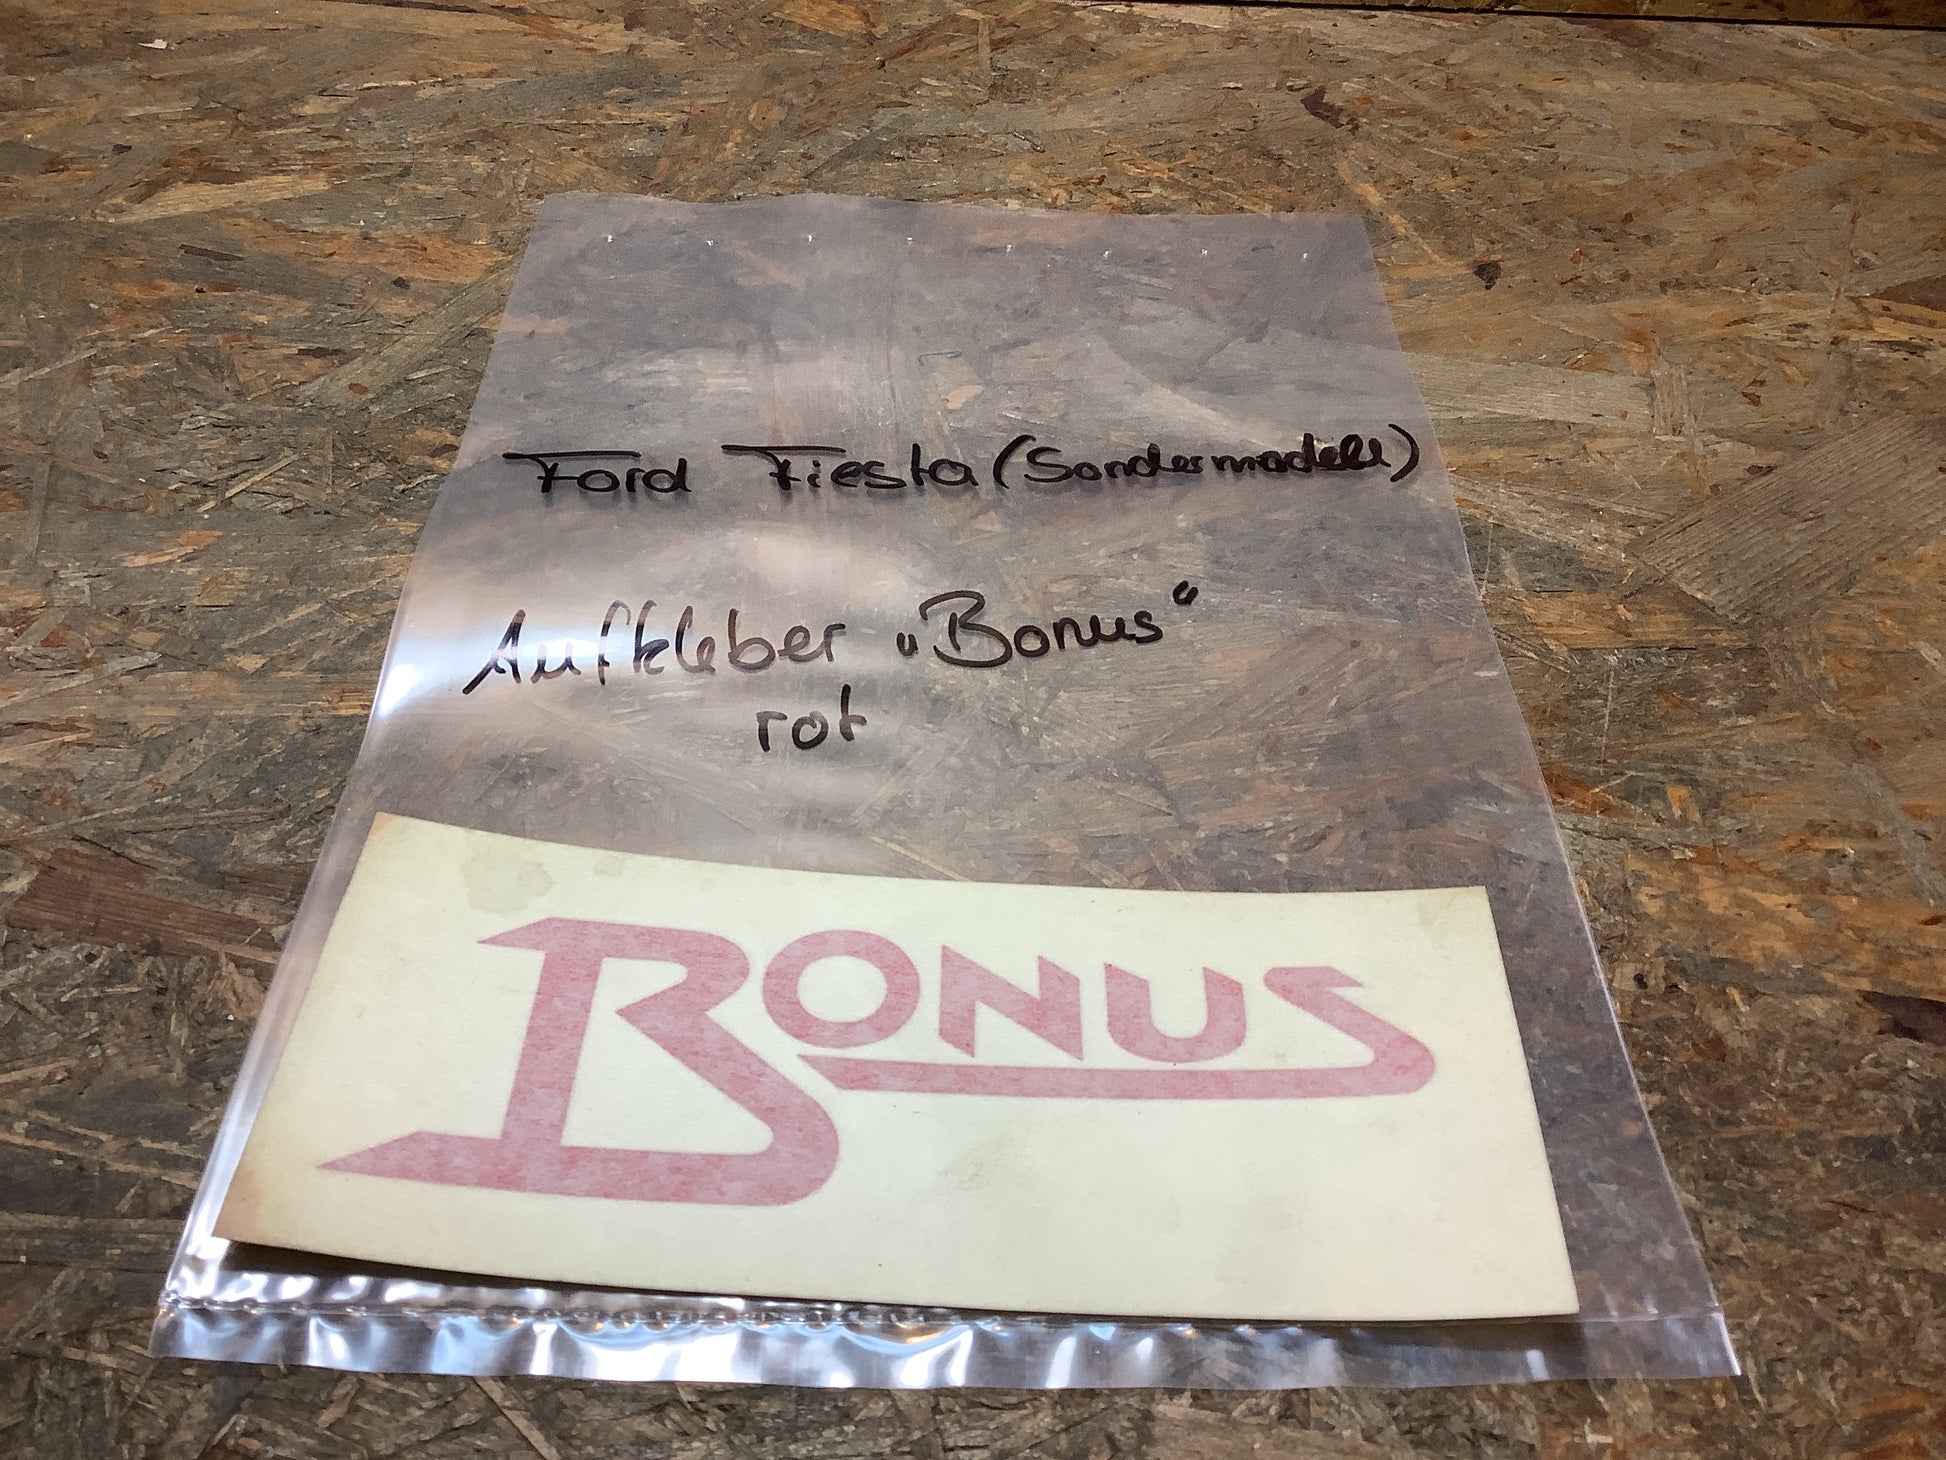 Ford Fiesta (Sondermodell)
Aufkleber „Bonus“
rot
BONUS